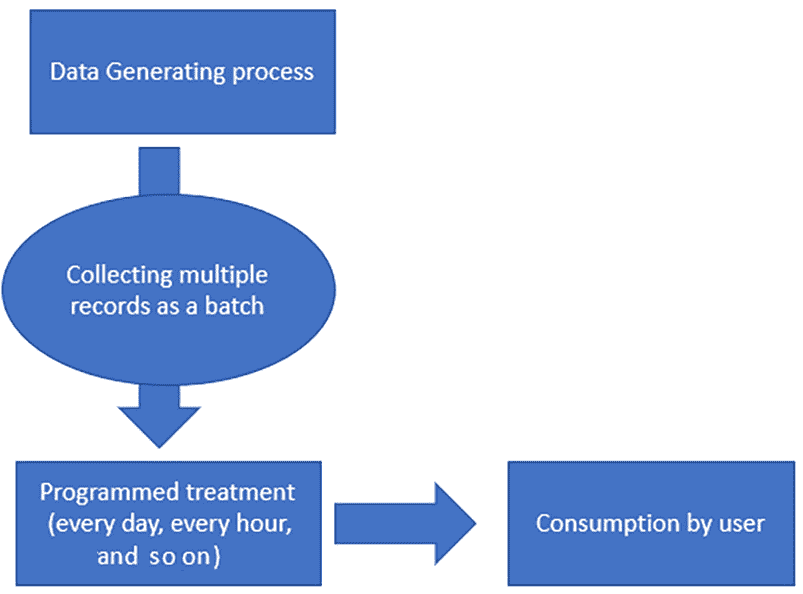 Data Generating process
Collecting multiple
records as a batch
Programmed treatment
(every day, every hour,
and so on)
Consumption by user